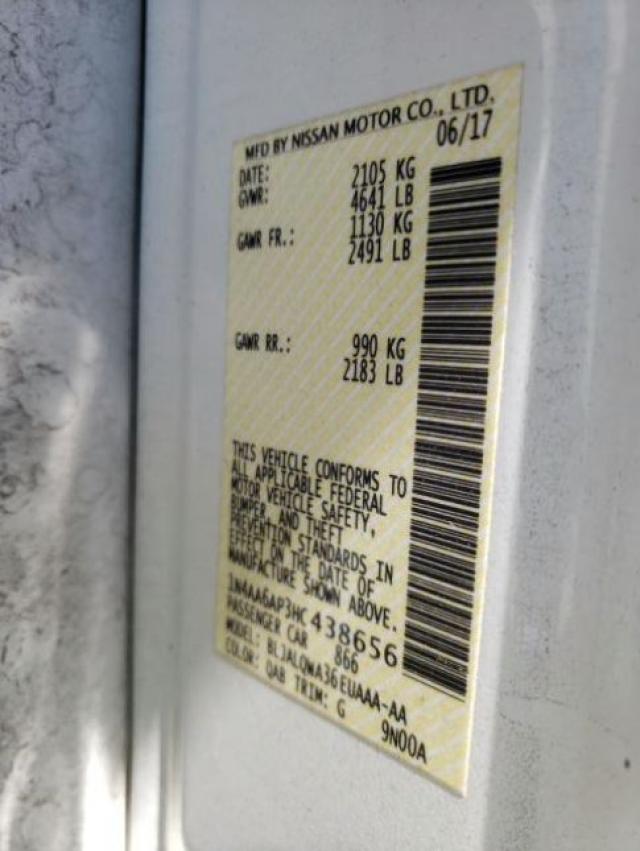 MFD BY NISSAN MOTOR CO., LTD.
DATE: 06/17
GVWR: 2105 KG
4641 LB
GAWR FR.: 1130 KG
2491 LB
GAWR RR.: 990 KG
2183 LB
THIS VEHICLE CONFORMS TO
ALL APPLICABLE FEDERAL
MOTOR VEHICLE SAFETY,
BUMPER, AND THEFT
PREVENTION STANDARDS IN
EFFECT ON THE DATE OF
MANUFACTURE SHOWN ABOVE.
1N4AA6AP3HC438656
PASSENGER CAR 866
MODEL: BLJALQWA36EUAAA-AA
COLOR: QAB TRIM: G 9N00A